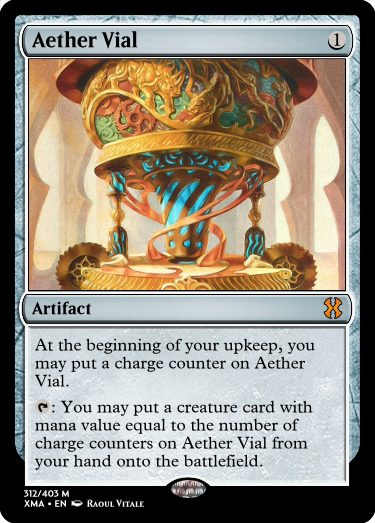 Aether Vial 1
Artifact
At the beginning of your upkeep, you
may put a charge counter on Aether
Vial.
: You may put a creature card with
mana value equal to the number of
charge counters on Aether Vial from
your hand onto the battlefield.
312/403 M
XMA • EN Raoul Vitale